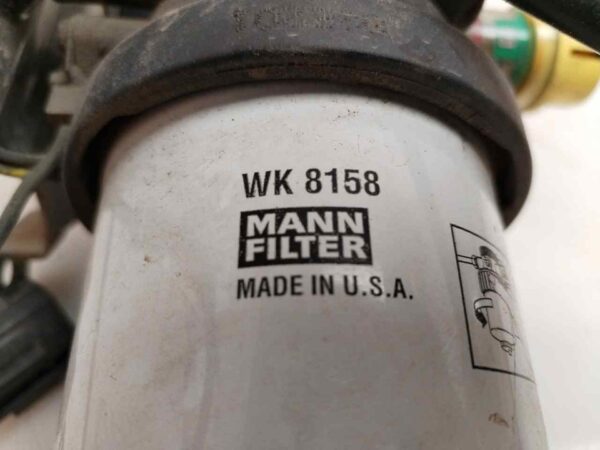 WK 8158
MANN
FILTER
MADE IN U.S.A.